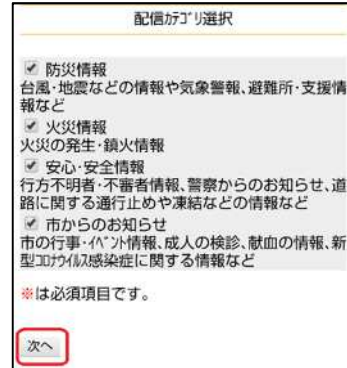 配信ｶﾃｺﾞﾘ選択
防災情報
台風･地震などの情報や気象警報、避難所･支援情
報など
火災情報
火災の発生･鎮火情報
安心･安全情報
行方不明者･不審者情報、警察からのお知らせ、道
路に関する通行止めや凍結などの情報など
市からのお知らせ
市の行事･ｲﾍﾞﾝﾄ情報、成人の検診、献血の情報、新
型ｺﾛﾅｳｲﾙｽ感染症に関する情報など
※は必須項目です。
次へ